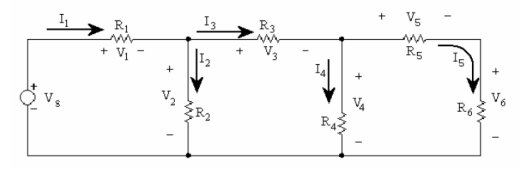 I1 R1 I3 R3 + V5 −
+ V1 − I2 + V3 − R5 I5
+ Vs − + V2 − R2 I4 R4 + V4 − R6 + V6 −